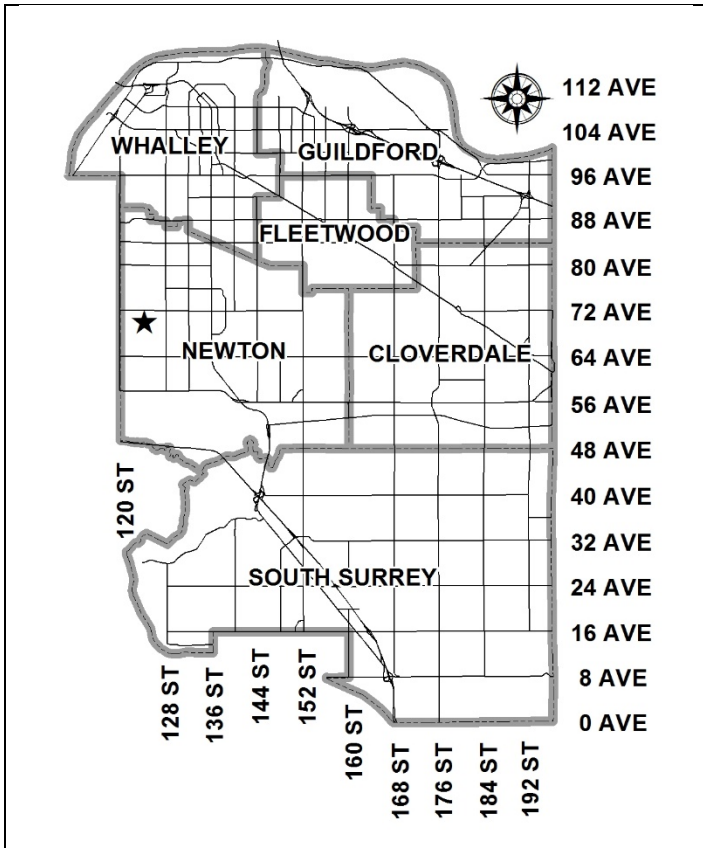 112 AVE
104 AVE
WHALLEY
GUILDFORD
96 AVE
88 AVE
FLEETWOOD
80 AVE
72 AVE
NEWTON
CLOVERDALE
64 AVE
56 AVE
48 AVE
120 ST
40 AVE
32 AVE
SOUTH SURREY
24 AVE
16 AVE
128 ST
136 ST
144 ST
152 ST
160 ST
8 AVE
0 AVE
168 ST
176 ST
184 ST
192 ST